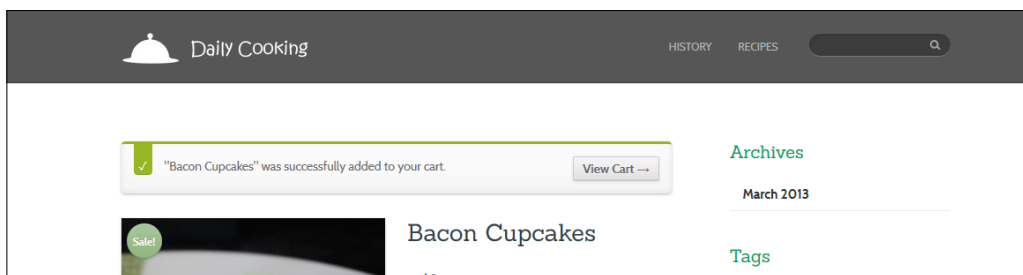 Daily Cooking
HISTORY
RECIPES
"Bacon Cupcakes" was successfully added to your cart.
View Cart →
Archives
March 2013
Sale!
Bacon Cupcakes
Tags